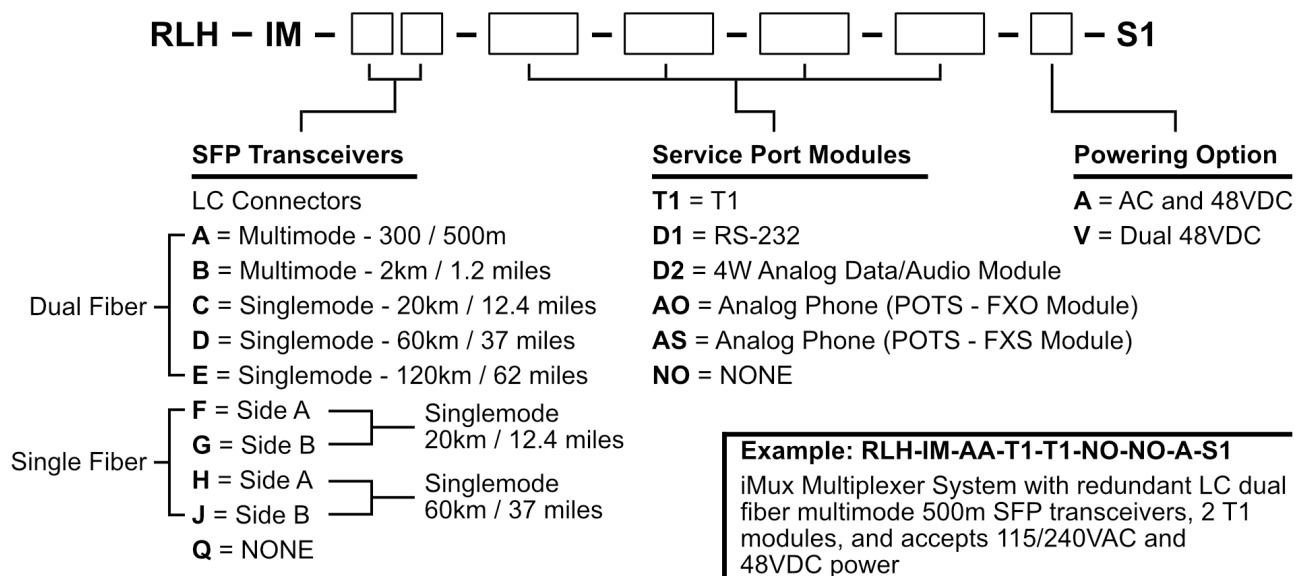 RLH – IM – – – – – – S1
SFP Transceivers
LC Connectors
Dual Fiber
A = Multimode - 300 / 500m
B = Multimode - 2km / 1.2 miles
C = Singlemode - 20km / 12.4 miles
D = Singlemode - 60km / 37 miles
E = Singlemode - 120km / 62 miles
Single Fiber
F = Side A
G = Side B
Singlemode
20km / 12.4 miles
H = Side A
J = Side B
Singlemode
60km / 37 miles
Q = NONE
Service Port Modules
T1 = T1
D1 = RS-232
D2 = 4W Analog Data/Audio Module
AO = Analog Phone (POTS - FXO Module)
AS = Analog Phone (POTS - FXS Module)
NO = NONE
Powering Option
A = AC and 48VDC
V = Dual 48VDC
Example: RLH-IM-AA-T1-T1-NO-NO-A-S1
iMux Multiplexer System with redundant LC dual
fiber multimode 500m SFP transceivers, 2 T1
modules, and accepts 115/240VAC and
48VDC power